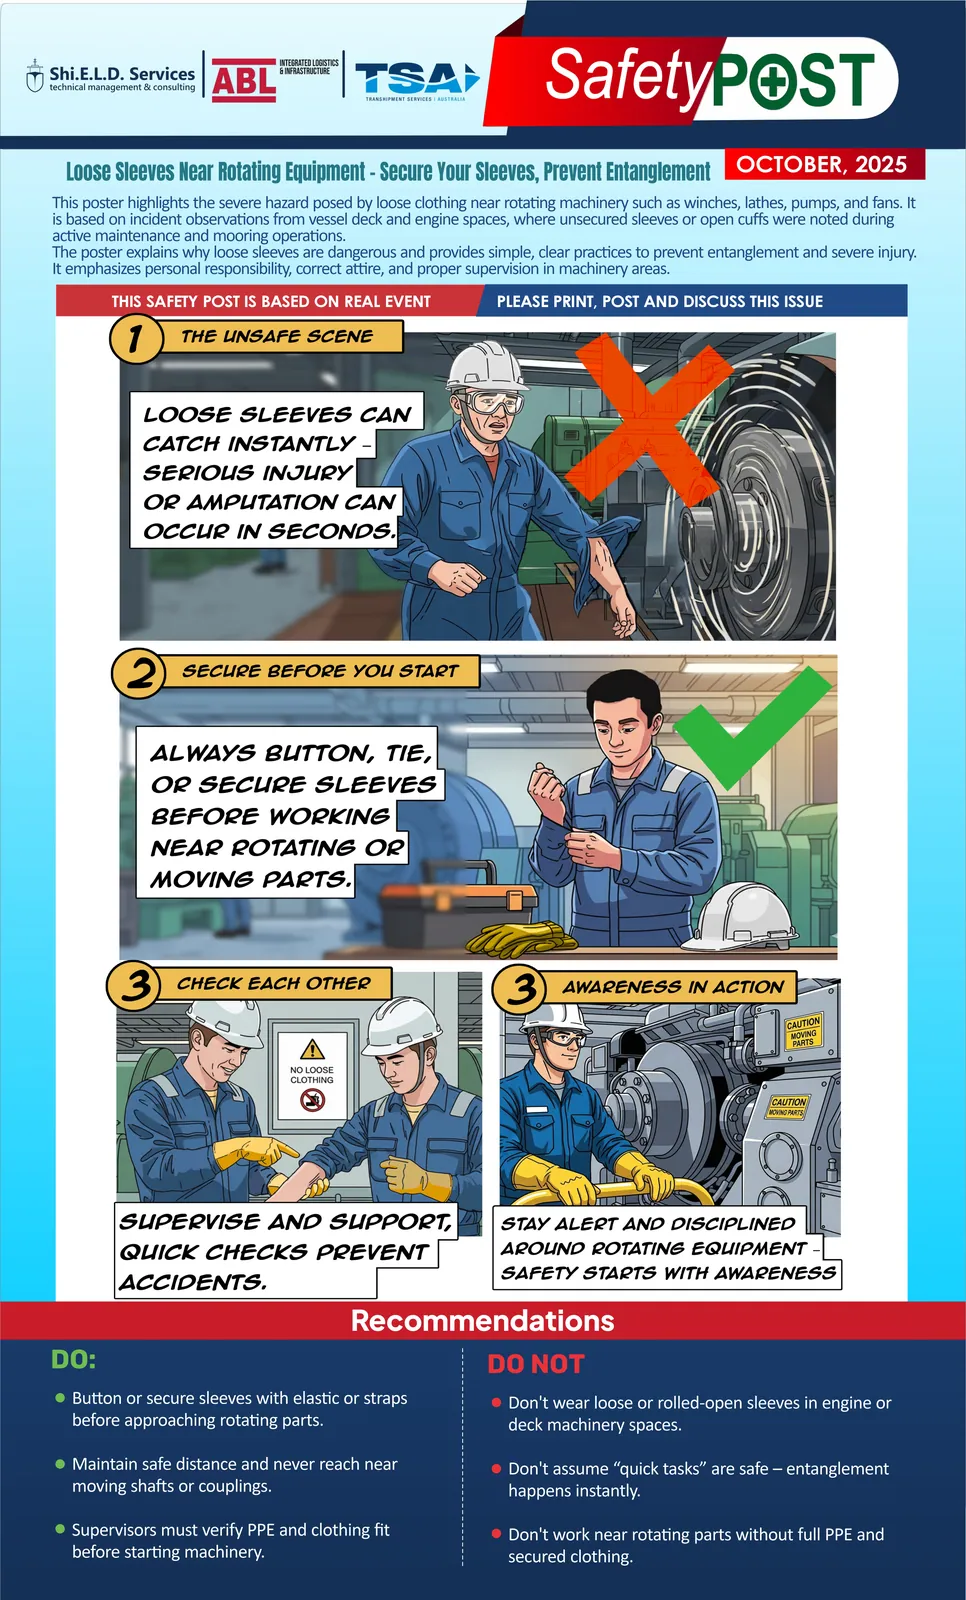 Shi.E.L.D. Services
technical management & consulting
ABL
INTEGRATED LOGISTICS
& INFRASTRUCTURE
TSA
TRANSHIPMENT SERVICES | AUSTRALIA
SafetyPOST
Loose Sleeves Near Rotating Equipment - Secure Your Sleeves, Prevent Entanglement
OCTOBER, 2025
This poster highlights the severe hazard posed by loose clothing near rotating machinery such as winches, lathes, pumps, and fans. It
is based on incident observations from vessel deck and engine spaces, where unsecured sleeves or open cuffs were noted during
active maintenance and mooring operations.
The poster explains why loose sleeves are dangerous and provides simple, clear practices to prevent entanglement and severe injury.
It emphasizes personal responsibility, correct attire, and proper supervision in machinery areas.
THIS SAFETY POST IS BASED ON REAL EVENT
PLEASE PRINT, POST AND DISCUSS THIS ISSUE
1
THE UNSAFE SCENE
LOOSE SLEEVES CAN
CATCH INSTANTLY –
SERIOUS INJURY
OR AMPUTATION CAN
OCCUR IN SECONDS.
2
SECURE BEFORE YOU START
ALWAYS BUTTON, TIE,
OR SECURE SLEEVES
BEFORE WORKING
NEAR ROTATING OR
MOVING PARTS.
3
CHECK EACH OTHER
NO LOOSE
CLOTHING
SUPERVISE AND SUPPORT,
QUICK CHECKS PREVENT
ACCIDENTS.
3
AWARENESS IN ACTION
CAUTION
MOVING
PARTS
CAUTION
MOVING PARTS
STAY ALERT AND DISCIPLINED
AROUND ROTATING EQUIPMENT –
SAFETY STARTS WITH AWARENESS
Recommendations
DO:
Button or secure sleeves with elastic or straps
before approaching rotating parts.
Maintain safe distance and never reach near
moving shafts or couplings.
Supervisors must verify PPE and clothing fit
before starting machinery.
DO NOT
Don't wear loose or rolled-open sleeves in engine or
deck machinery spaces.
Don't assume “quick tasks” are safe – entanglement
happens instantly.
Don't work near rotating parts without full PPE and
secured clothing.